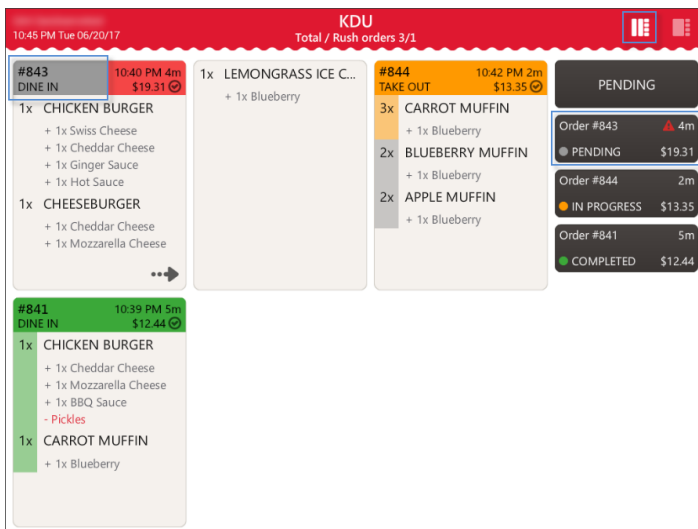 KDU
10:45 PM Tue 06/20/17
Total / Rush orders 3/1
#843 10:40 PM 4m
DINE IN $19.31
1x CHICKEN BURGER
+ 1x Swiss Cheese
+ 1x Cheddar Cheese
+ 1x Ginger Sauce
+ 1x Hot Sauce
1x CHEESEBURGER
+ 1x Cheddar Cheese
+ 1x Mozzarella Cheese
1x LEMONGRASS ICE C...
+ 1x Blueberry
#844 10:42 PM 2m
TAKE OUT $13.35
3x CARROT MUFFIN
+ 1x Blueberry
2x BLUEBERRY MUFFIN
+ 1x Blueberry
2x APPLE MUFFIN
+ 1x Blueberry
PENDING
Order #843 4m
PENDING $19.31
Order #844 2m
IN PROGRESS $13.35
Order #841 5m
COMPLETED $12.44
#841 10:39 PM 5m
DINE IN $12.44
1x CHICKEN BURGER
+ 1x Cheddar Cheese
+ 1x Mozzarella Cheese
+ 1x BBQ Sauce
- Pickles
1x CARROT MUFFIN
+ 1x Blueberry